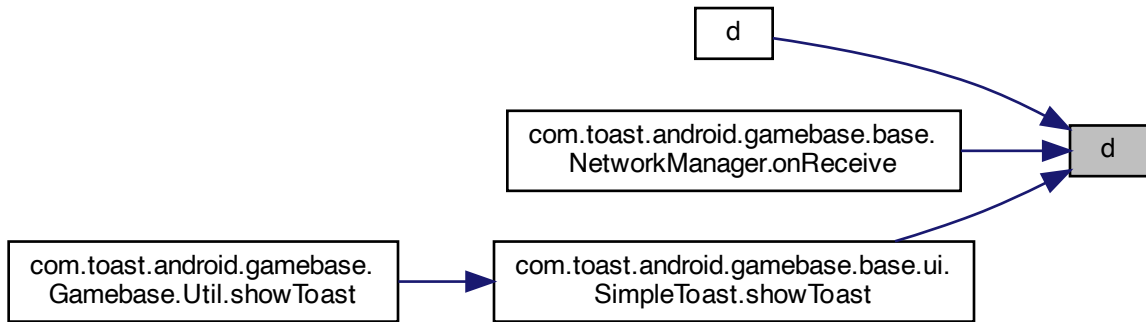 d
com.toast.android.gamebase.base.
NetworkManager.onReceive
d
com.toast.android.gamebase.
Gamebase.Util.showToast
com.toast.android.gamebase.base.ui.
SimpleToast.showToast